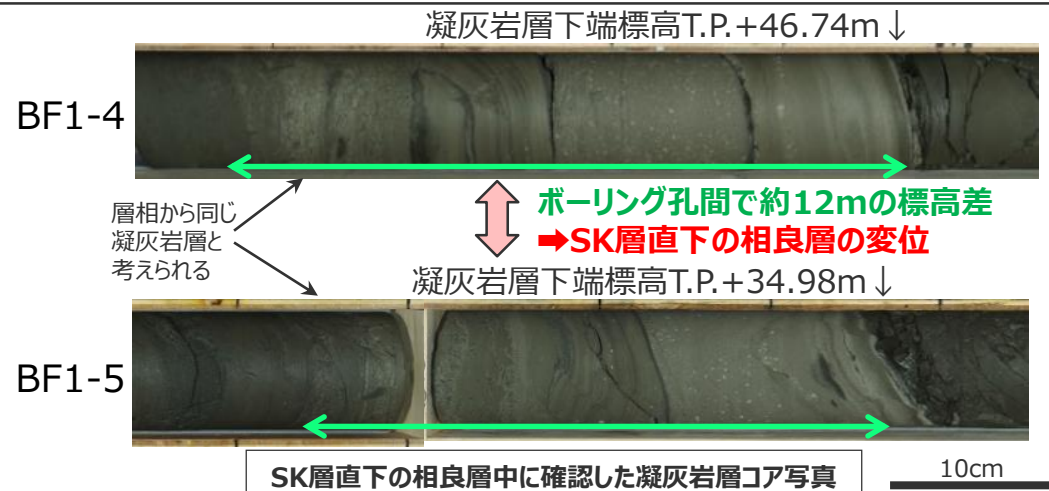 凝灰岩層下端標高T.P.+46.74m↓
BF1-4
層相から同じ
凝灰岩層と
考えられる
ボーリング孔間で約12mの標高差
➡SK層直下の相良層の変位
凝灰岩層下端標高T.P.+34.98m↓
BF1-5
SK層直下の相良層中に確認した凝灰岩層コア写真
10cm